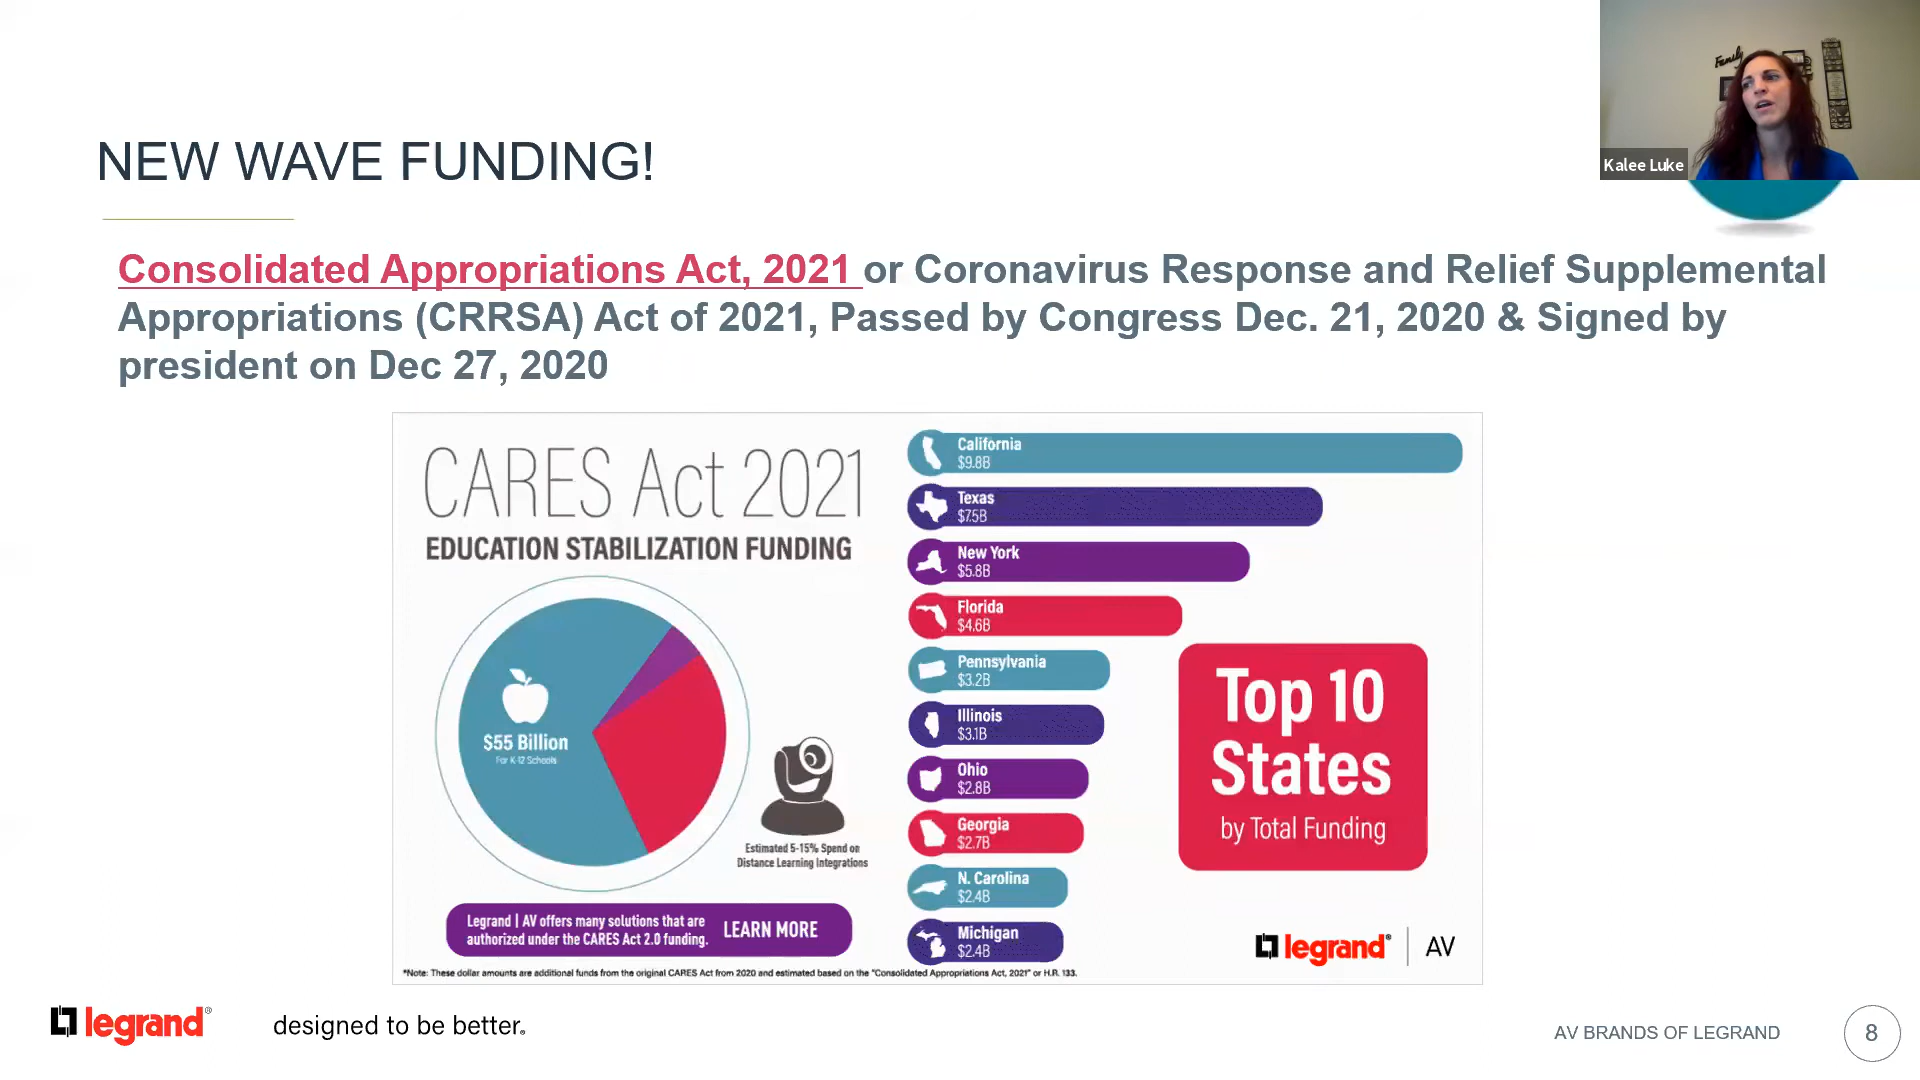 Family
Kalee Luke
NEW WAVE FUNDING!
Consolidated Appropriations Act, 2021 or Coronavirus Response and Relief Supplemental
Appropriations (CRRSA) Act of 2021, Passed by Congress Dec. 21, 2020 & Signed by
president on Dec 27, 2020
CARES Act 2021
EDUCATION STABILIZATION FUNDING
$55 Billion
For K-12 Schools
Estimated 5-15% Spend on
Distance Learning Integrations
Legrand | AV offers many solutions that are
authorized under the CARES Act 2.0 funding.
LEARN MORE
California
$9.8B
Texas
$7.5B
New York
$5.8B
Florida
$4.6B
Pennsylvania
$3.2B
Illinois
$3.1B
Ohio
$2.8B
Georgia
$2.7B
N. Carolina
$2.4B
Michigan
$2.4B
Top 10
States
by Total Funding
legrand® | AV
*Note: These dollar amounts are additional funds from the original CARES Act from 2020 and estimated based on the "Consolidated Appropriations Act, 2021" or H.R. 133.
legrand®
designed to be better.
AV BRANDS OF LEGRAND
8